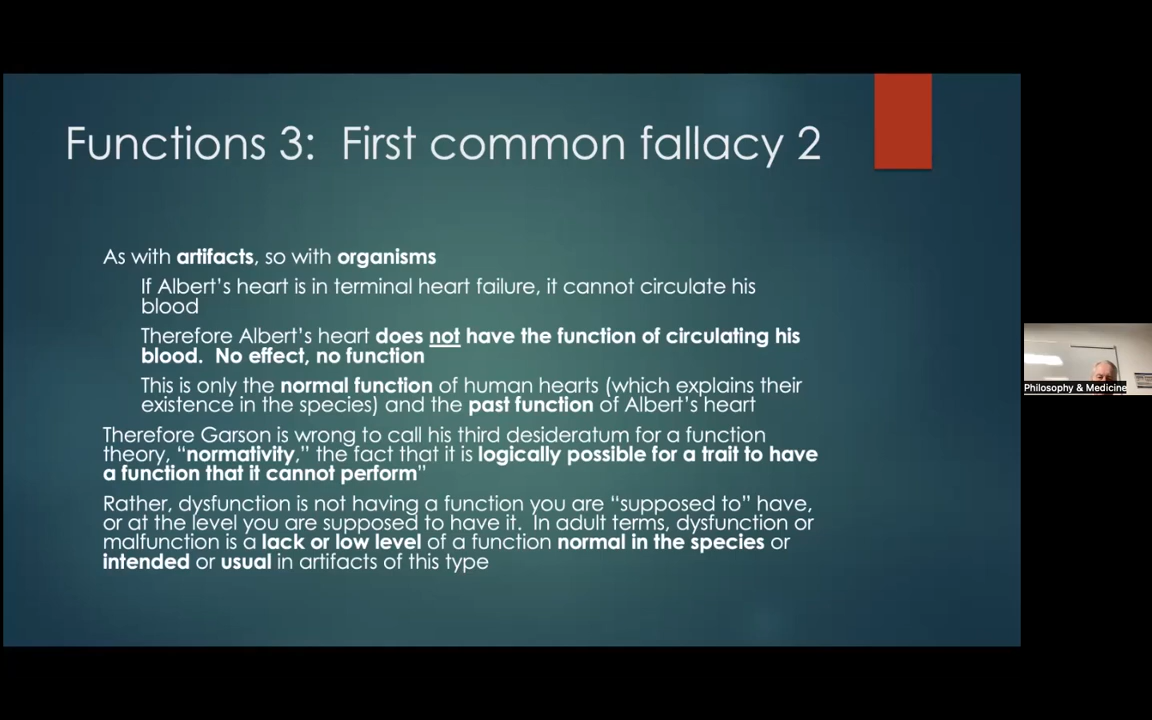 Functions 3:  First common fallacy 2
As with artifacts, so with organisms
If Albert's heart is in terminal heart failure, it cannot circulate his
blood
Therefore Albert's heart does not have the function of circulating his
blood.  No effect, no function
This is only the normal function of human hearts (which explains their
existence in the species) and the past function of Albert's heart
Therefore Garson is wrong to call his third desideratum for a function
theory, “normativity,” the fact that it is logically possible for a trait to have
a function that it cannot perform”
Rather, dysfunction is not having a function you are “supposed to” have,
or at the level you are supposed to have it.  In adult terms, dysfunction or
malfunction is a lack or low level of a function normal in the species or
intended or usual in artifacts of this type
Philosophy & Medicine